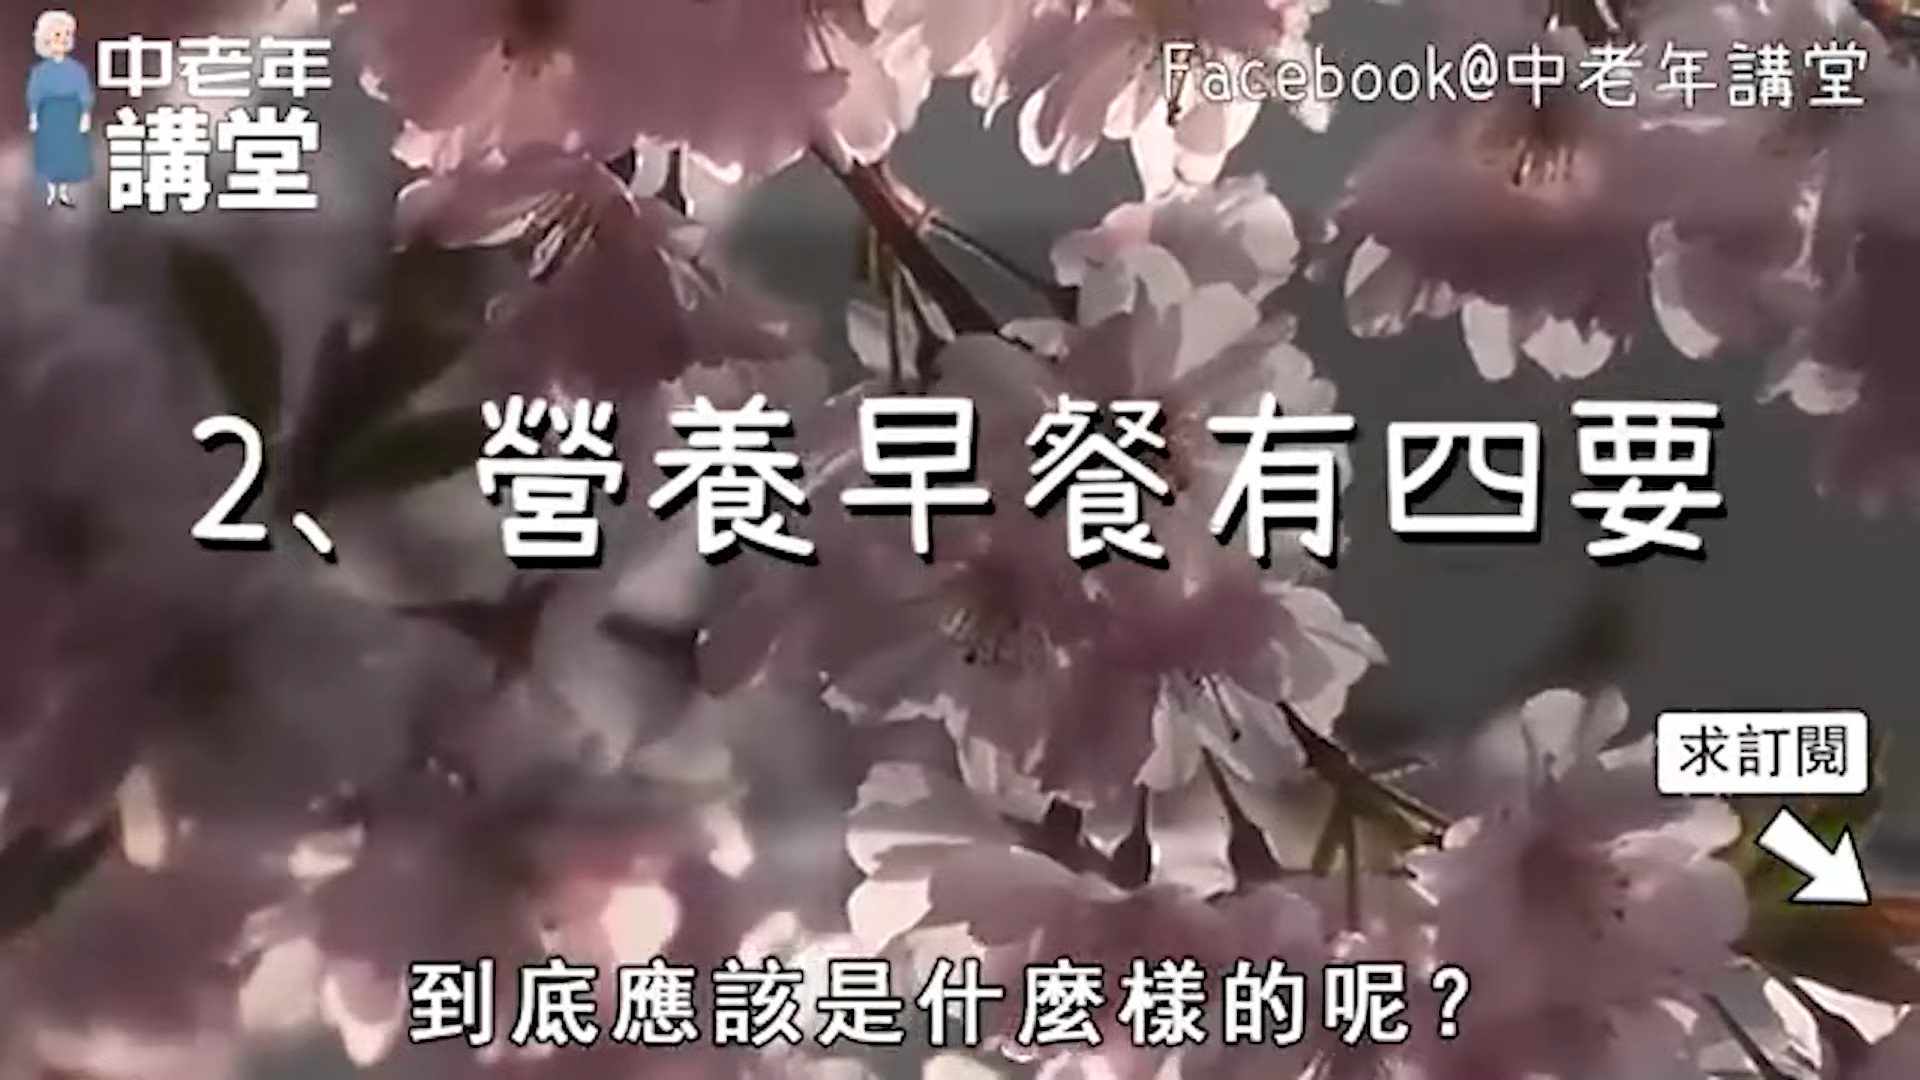 中老年
講堂
Facebook@中老年講堂
2、營養早餐有四要
求訂閱
到底應該是什麼樣的呢？